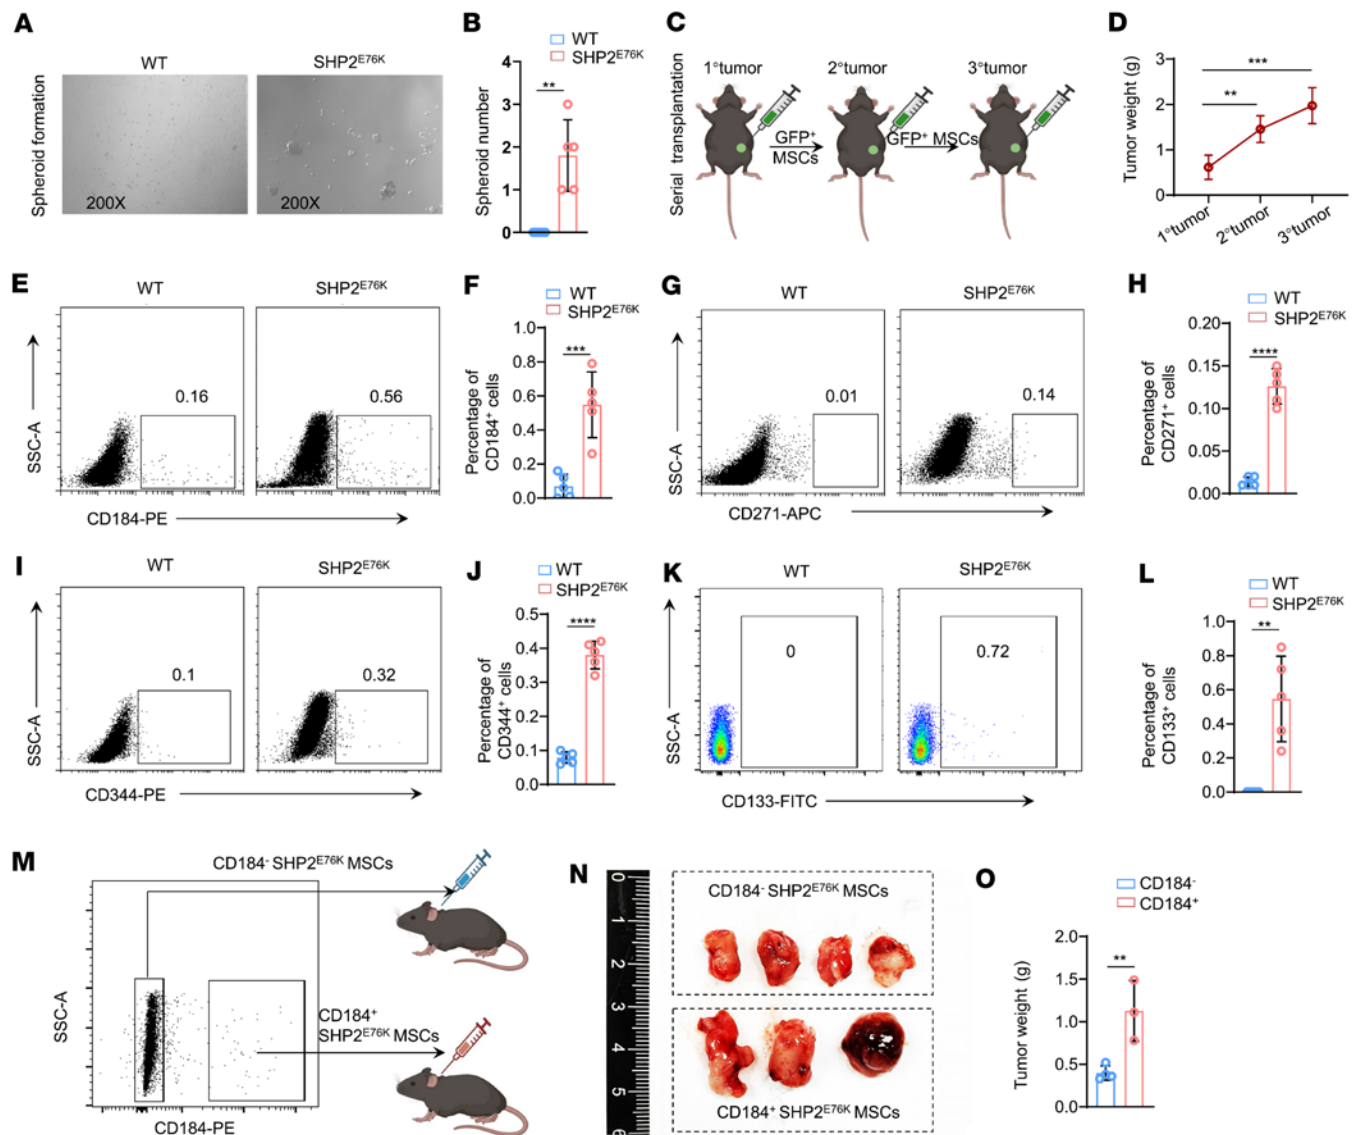 A
WT
SHP2E76K
Spheroid formation
200X
200X
B
WT
SHP2E76K
Spheroid number
4
3
2
1
0
**
C
Serial transplantation
1°tumor
2°tumor
3°tumor
GFP+
MSCs
GFP+ MSCs
D
Tumor weight (g)
3
2
1
0
***
**
1°tumor
2°tumor
3°tumor
E
WT
SHP2E76K
SSC-A
0.16
0.56
CD184-PE
F
WT
SHP2E76K
Percentage of
CD184+ cells
1.0
0.8
0.6
0.4
0.2
0.0
***
G
WT
SHP2E76K
SSC-A
0.01
0.14
CD271-APC
H
WT
SHP2E76K
Percentage of
CD271+ cells
0.20
0.15
0.10
0.05
0.00
****
I
WT
SHP2E76K
SSC-A
0.1
0.32
CD344-PE
J
WT
SHP2E76K
Percentage of
CD344+ cells
0.5
0.4
0.3
0.2
0.1
0.0
****
K
WT
SHP2E76K
SSC-A
0
0.72
CD133-FITC
L
WT
SHP2E76K
Percentage of
CD133+ cells
1.0
0.8
0.6
0.4
0.2
0.0
**
M
CD184- SHP2E76K MSCs
SSC-A
CD184+
SHP2E76K MSCs
CD184-PE
N
0
1
2
3
4
5
6
CD184- SHP2E76K MSCs
CD184+ SHP2E76K MSCs
O
CD184-
CD184+
Tumor weight (g)
2.0
1.5
1.0
0.5
0.0
**